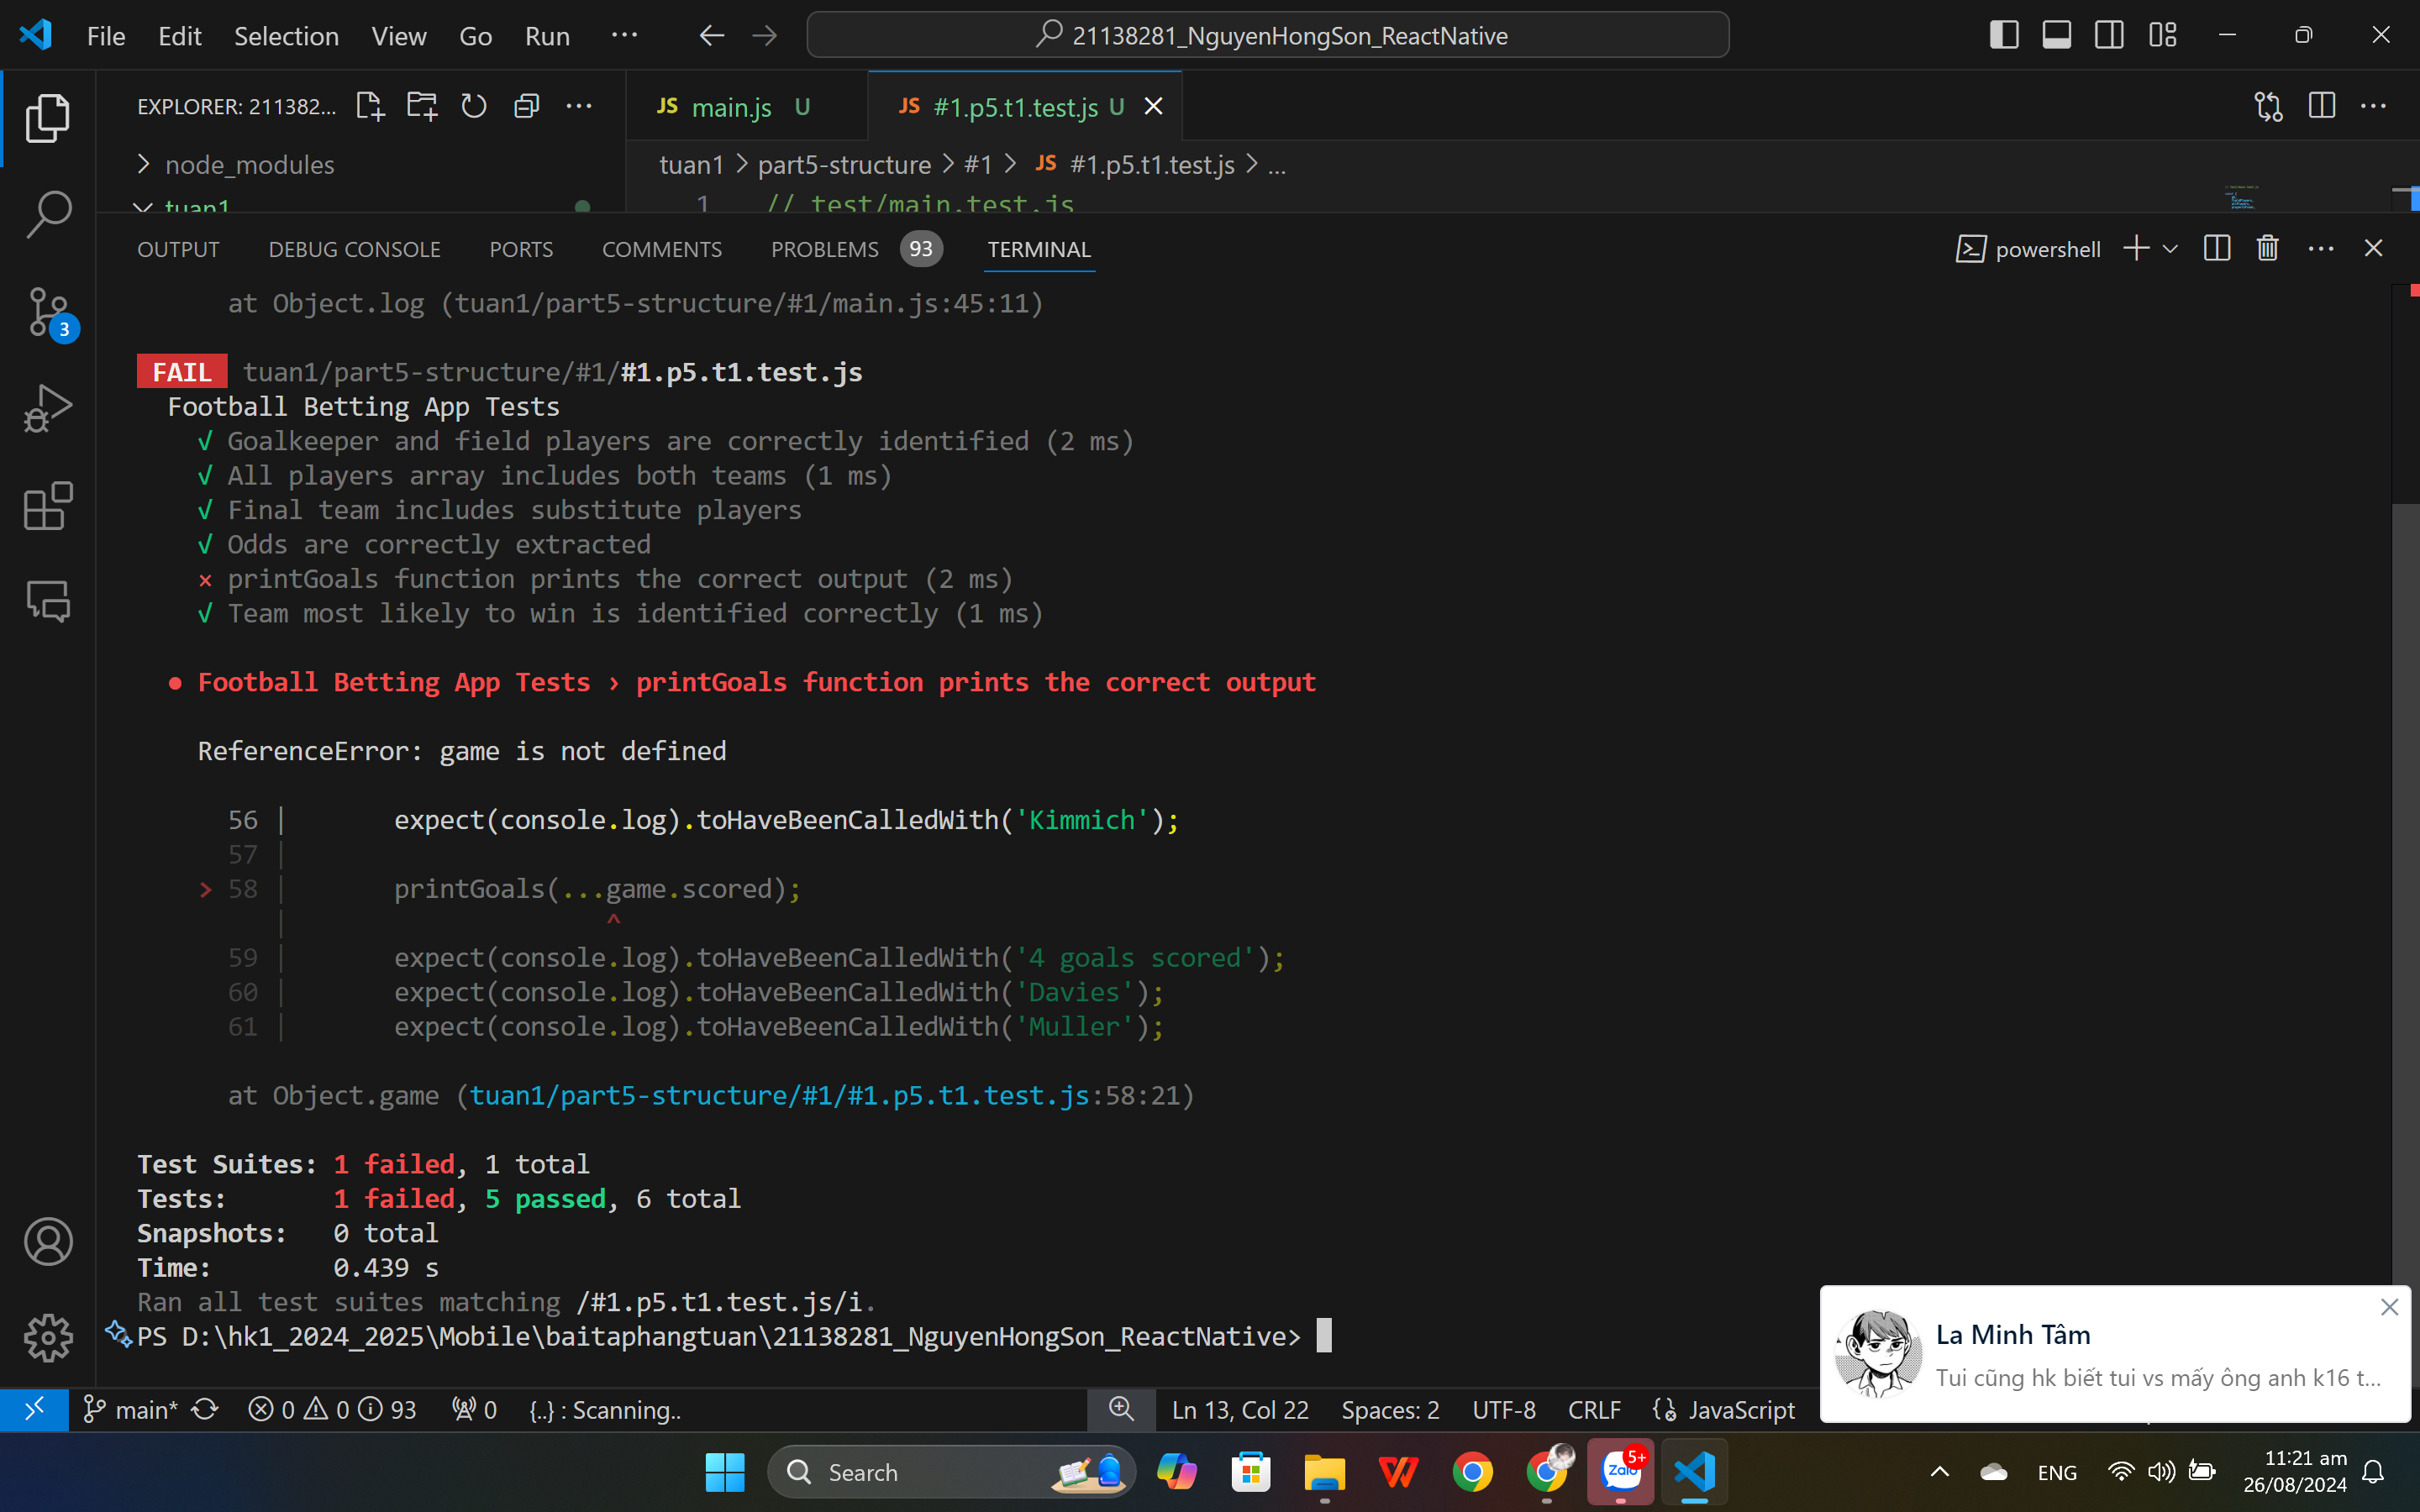 File Edit Selection View Go Run ... 21138281_NguyenHongSon_ReactNative
EXPLORER: 211382... JS main.js U JS #1.p5.t1.test.js U
node_modules
tuan1 > part5-structure > #1 > JS #1.p5.t1.test.js > ...
tuan1
1 // test/main.test.js
OUTPUT DEBUG CONSOLE PORTS COMMENTS PROBLEMS 93 TERMINAL powershell
3
at Object.log (tuan1/part5-structure/#1/main.js:45:11)
FAIL tuan1/part5-structure/#1/#1.p5.t1.test.js
Football Betting App Tests
√ Goalkeeper and field players are correctly identified (2 ms)
√ All players array includes both teams (1 ms)
√ Final team includes substitute players
√ Odds are correctly extracted
× printGoals function prints the correct output (2 ms)
√ Team most likely to win is identified correctly (1 ms)
● Football Betting App Tests › printGoals function prints the correct output
ReferenceError: game is not defined
56 | expect(console.log).toHaveBeenCalledWith('Kimmich');
57 |
> 58 | printGoals(...game.scored);
| ^
59 | expect(console.log).toHaveBeenCalledWith('4 goals scored');
60 | expect(console.log).toHaveBeenCalledWith('Davies');
61 | expect(console.log).toHaveBeenCalledWith('Muller');
at Object.game (tuan1/part5-structure/#1/#1.p5.t1.test.js:58:21)
Test Suites: 1 failed, 1 total
Tests: 1 failed, 5 passed, 6 total
Snapshots: 0 total
Time: 0.439 s
Ran all test suites matching /#1.p5.t1.test.js/i.
PS D:\hk1_2024_2025\Mobile\baitaphangtuan\21138281_NguyenHongSon_ReactNative>
La Minh Tâm
Tui cũng hk biết tui vs mấy ông anh k16 t...
main* 0 0 93 0 {..} : Scanning.. Ln 13, Col 22 Spaces: 2 UTF-8 CRLF JavaScript
Search Zalo 5+ ENG 11:21 am
26/08/2024